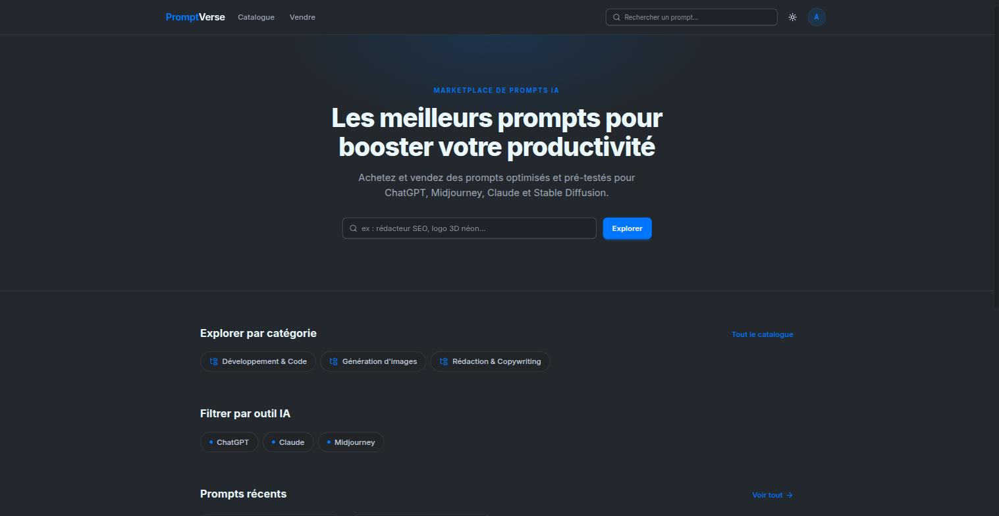 PromptVerse Catalogue Vendre Rechercher un prompt... A
MARKETPLACE DE PROMPTS IA
Les meilleurs prompts pour
booster votre productivité
Achetez et vendez des prompts optimisés et pré-testés pour
ChatGPT, Midjourney, Claude et Stable Diffusion.
ex : rédacteur SEO, logo 3D néon... Explorer
Explorer par catégorie Tout le catalogue
Développement & Code Génération d'images Rédaction & Copywriting
Filtrer par outil IA
ChatGPT Claude Midjourney
Prompts récents Voir tout →